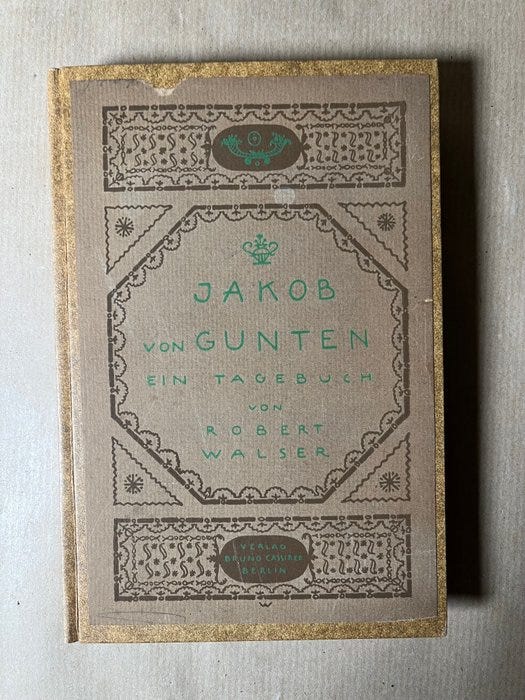 JAKOB
VON GUNTEN
EIN TAGEBUCH
VON
ROBERT
WALSER
VERLAG
BRUNO CASSIRER
BERLIN